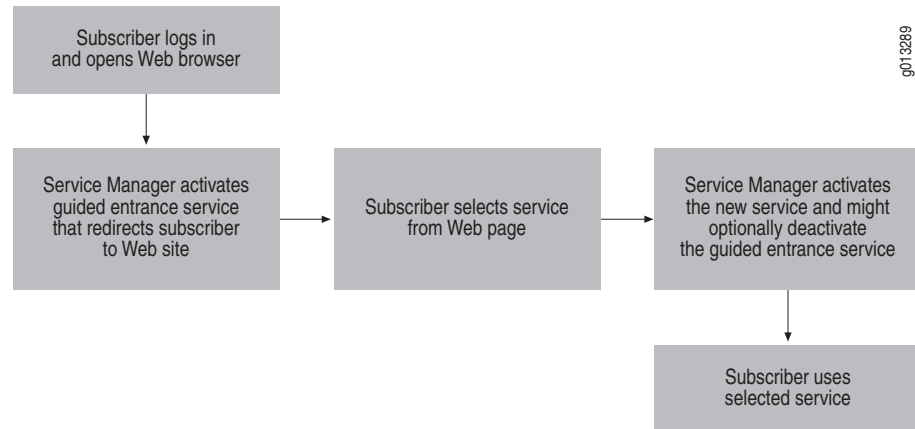 Subscriber logs in
and opens Web browser
g013289
Service Manager activates
guided entrance service
that redirects subscriber
to Web site
Subscriber selects service
from Web page
Service Manager activates
the new service and might
optionally deactivate
the guided entrance service
Subscriber uses
selected service